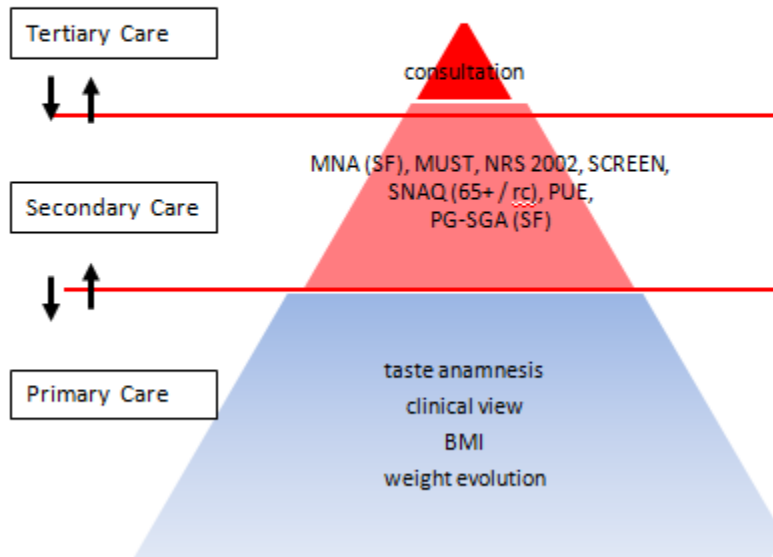 Tertiary Care
consultation
MNA (SF), MUST, NRS 2002, SCREEN,
SNAQ (65+ / rc), PUE,
PG-SGA (SF)
Secondary Care
taste anamnesis
clinical view
BMI
weight evolution
Primary Care